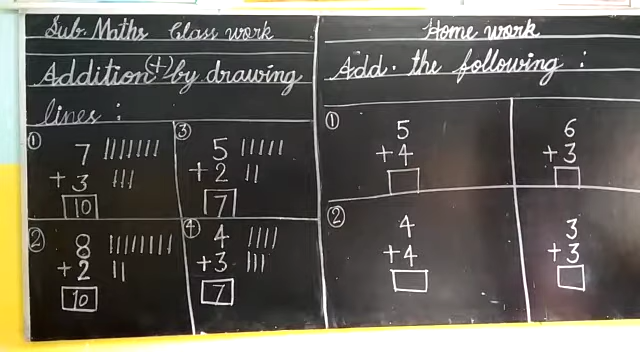 Sub. Maths Class work
Addition (+) by drawing
lines :
① 7 |||||||
+ 3 |||
10
③ 5 |||||
+ 2 ||
7
② 8 ||||||||
+ 2 ||
10
④ 4 ||||
+3 |||
7
Home work
Add. the following :
① 5
+4
6
+3
② 4
+4
3
+3